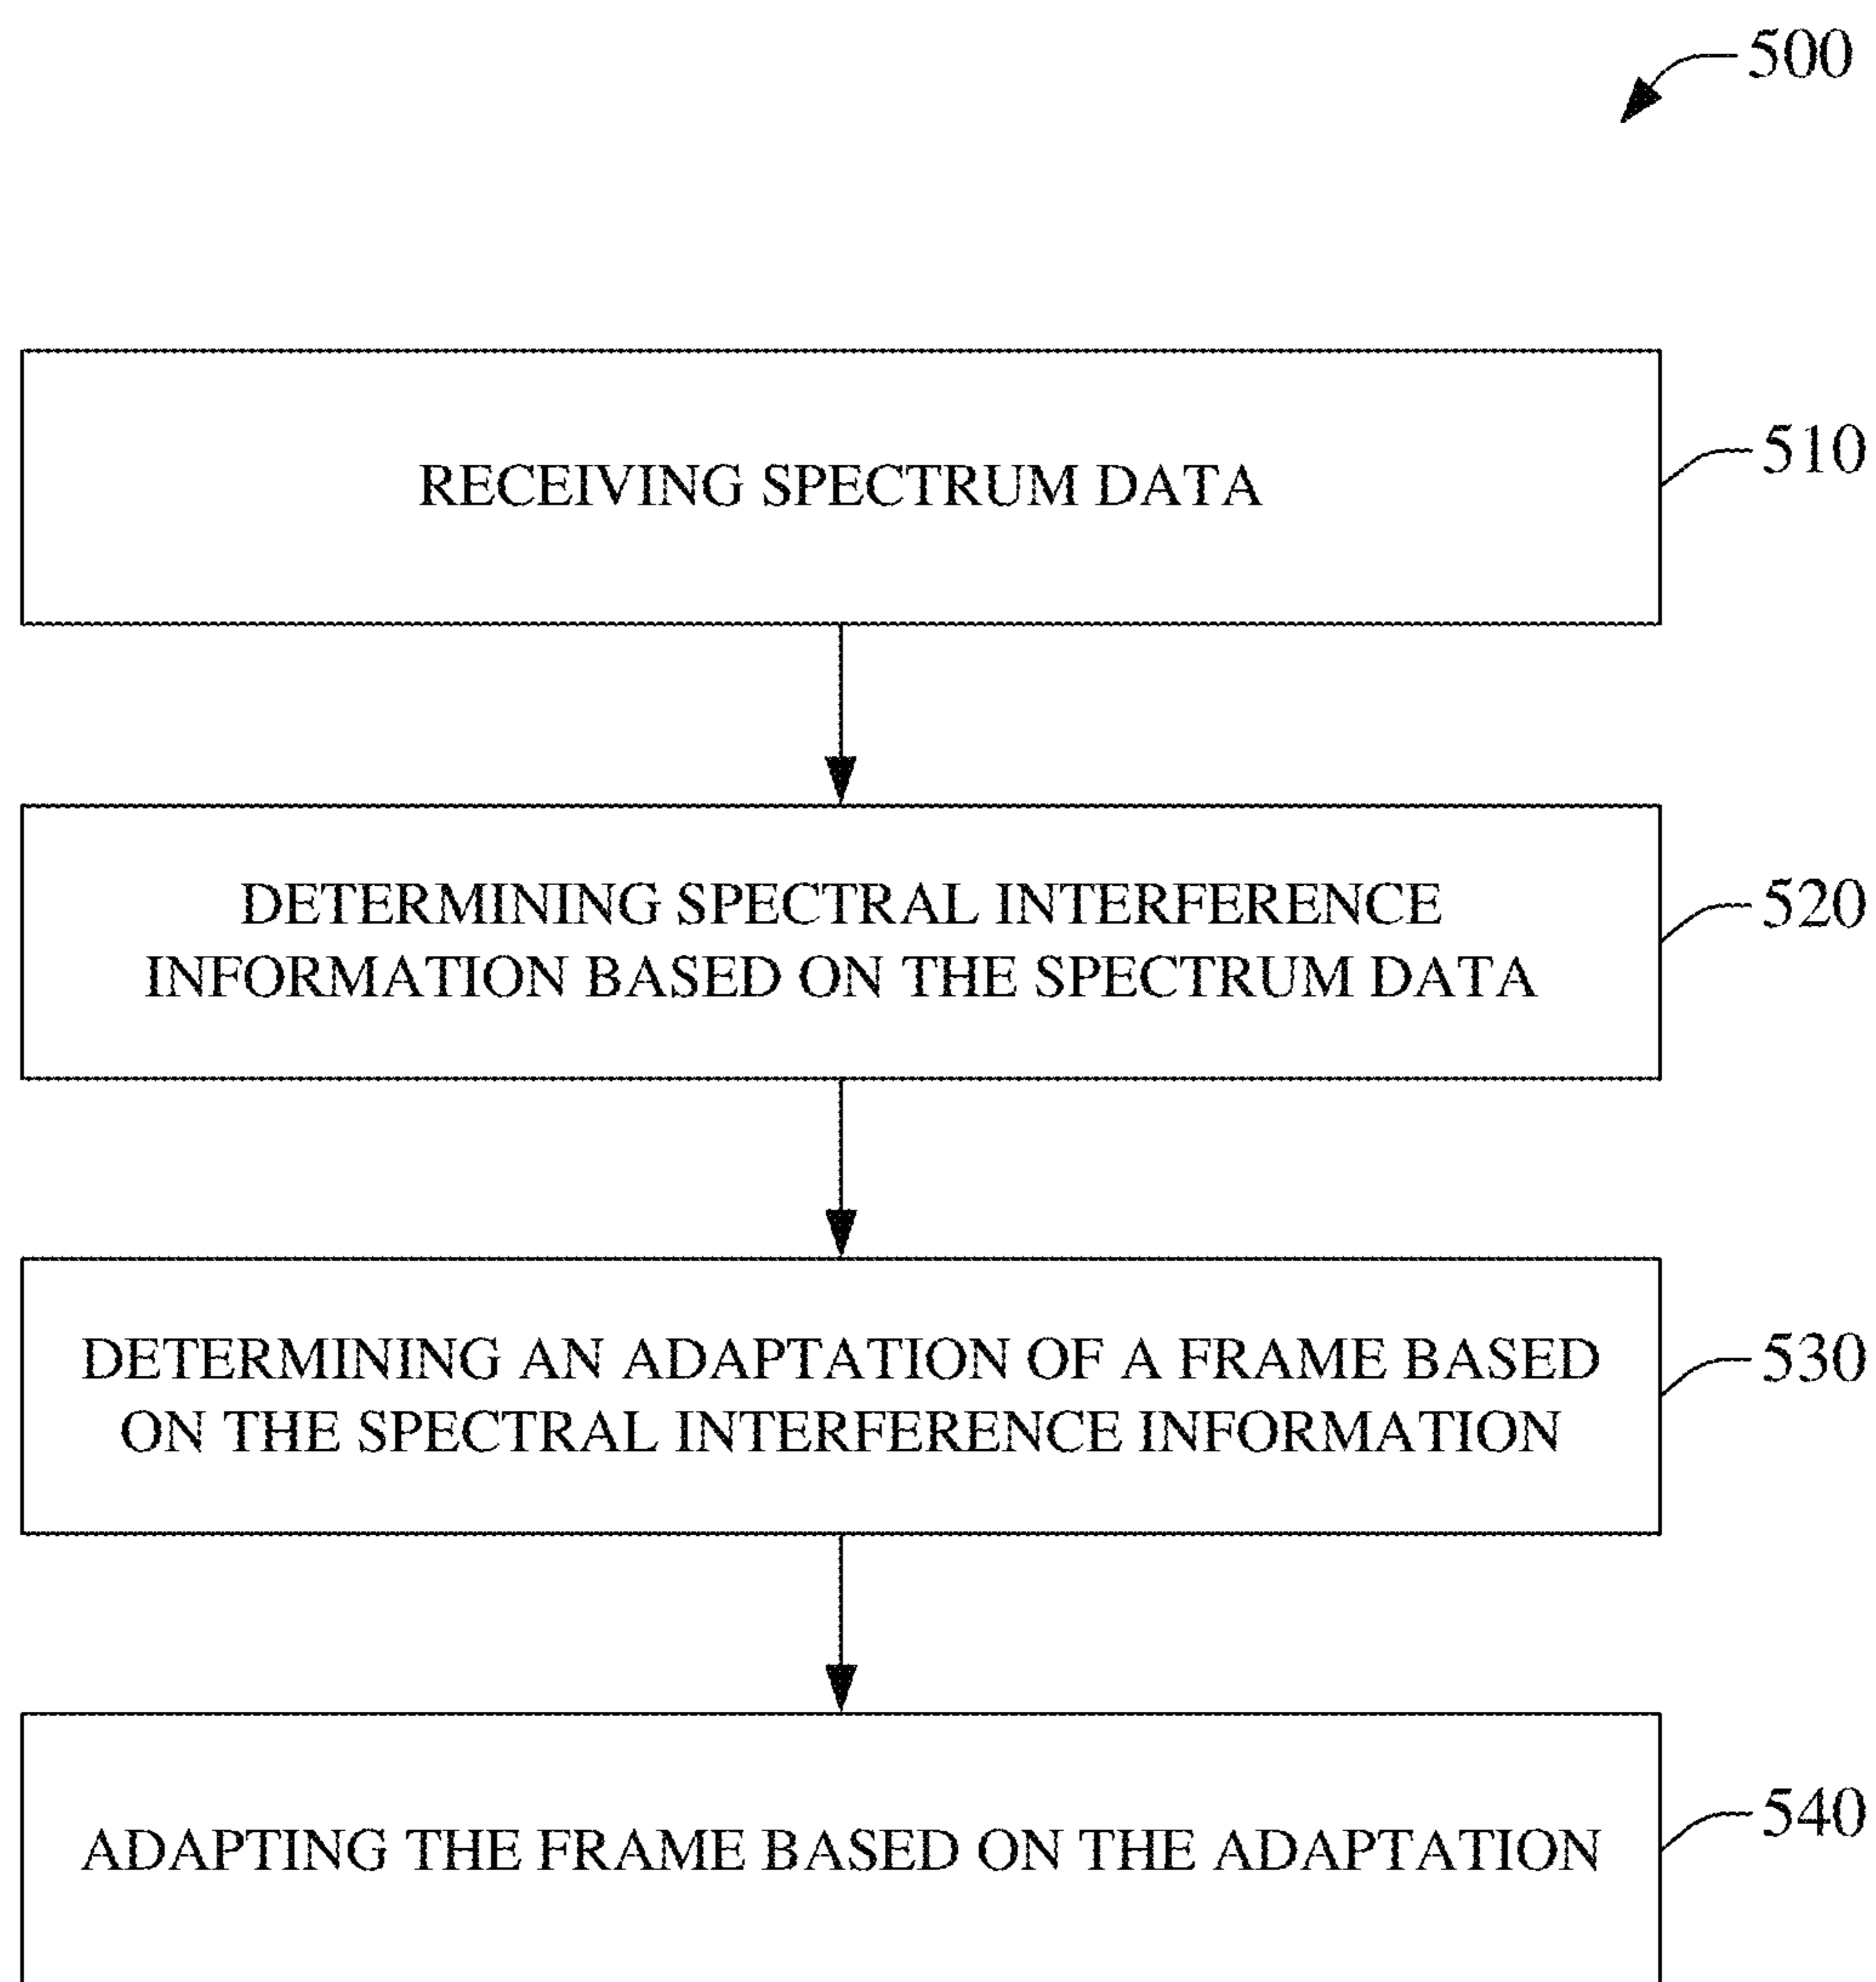 500
RECEIVING SPECTRUM DATA
510
DETERMINING SPECTRAL INTERFERENCE
INFORMATION BASED ON THE SPECTRUM DATA
520
DETERMINING AN ADAPTATION OF A FRAME BASED
ON THE SPECTRAL INTERFERENCE INFORMATION
530
ADAPTING THE FRAME BASED ON THE ADAPTATION
540